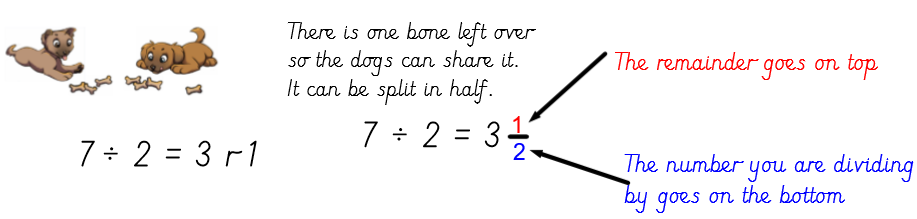 There is one bone left over
so the dogs can share it.
It can be split in half.
The remainder goes on top
7 ÷ 2 = 3 1/2
7 ÷ 2 = 3 r1
The number you are dividing
by goes on the bottom